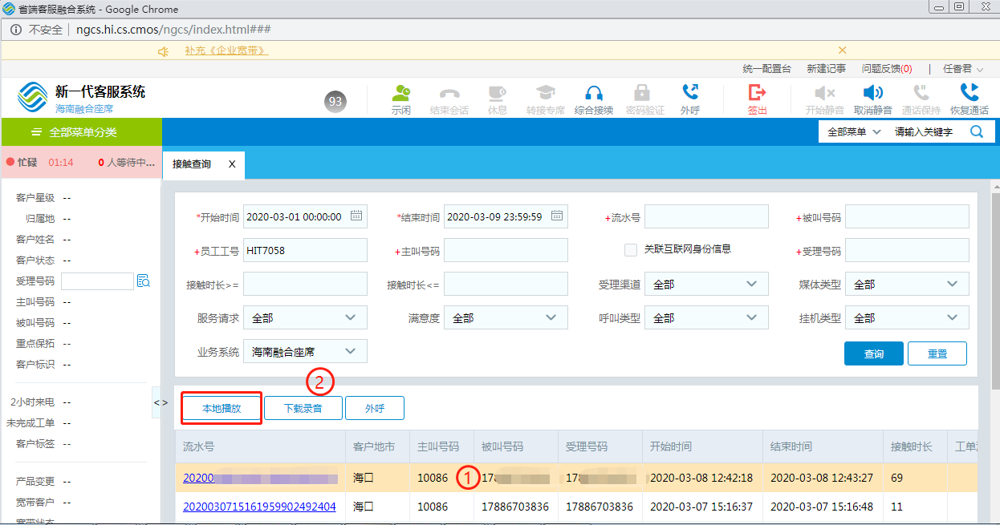 省端客服融合系统 - Google Chrome
不安全 | ngcs.hi.cs.cmos/ngcs/index.html###
补充《企业宽带》
统一配置台 新建记事 问题反馈(0) | 任香君
新一代客服系统
海南融合座席
93
示闲 结束会话 休息 转接专席 综合接续 密码验证 外呼 签出 开始静音 取消静音 通话保持 恢复通话
全部菜单分类
全部菜单 请输入关键字
忙碌 01:14 0 人等待中...
接触查询 X
客户星级 --
归属地 --
客户姓名 --
客户状态 --
受理号码
主叫号码 --
被叫号码 --
重点保拓 --
客户标识 --
2小时来电 --
未完成工单 --
客户标签 --
产品变更 --
宽带客户 --
宽带状态
< >
*开始时间 2020-03-01 00:00:00 *结束时间 2020-03-09 23:59:59 +流水号 +被叫号码
+员工工号 HIT7058 +主叫号码 关联互联网身份信息 +受理号码
接触时长>= 接触时长<= 受理渠道 全部 媒体类型 全部
服务请求 全部 满意度 全部 呼叫类型 全部 挂机类型 全部
业务系统 海南融合座席 查询 重置
2
本地播放 下载录音 外呼
流水号 客户地市 主叫号码 被叫号码 受理号码 开始时间 结束时间 接触时长 工单
20200 海口 10086 1 178 178 2020-03-08 12:42:18 2020-03-08 12:43:27 69
2020030715161959902492404 海口 10086 17886703836 17886703836 2020-03-07 15:16:37 2020-03-07 15:16:48 11